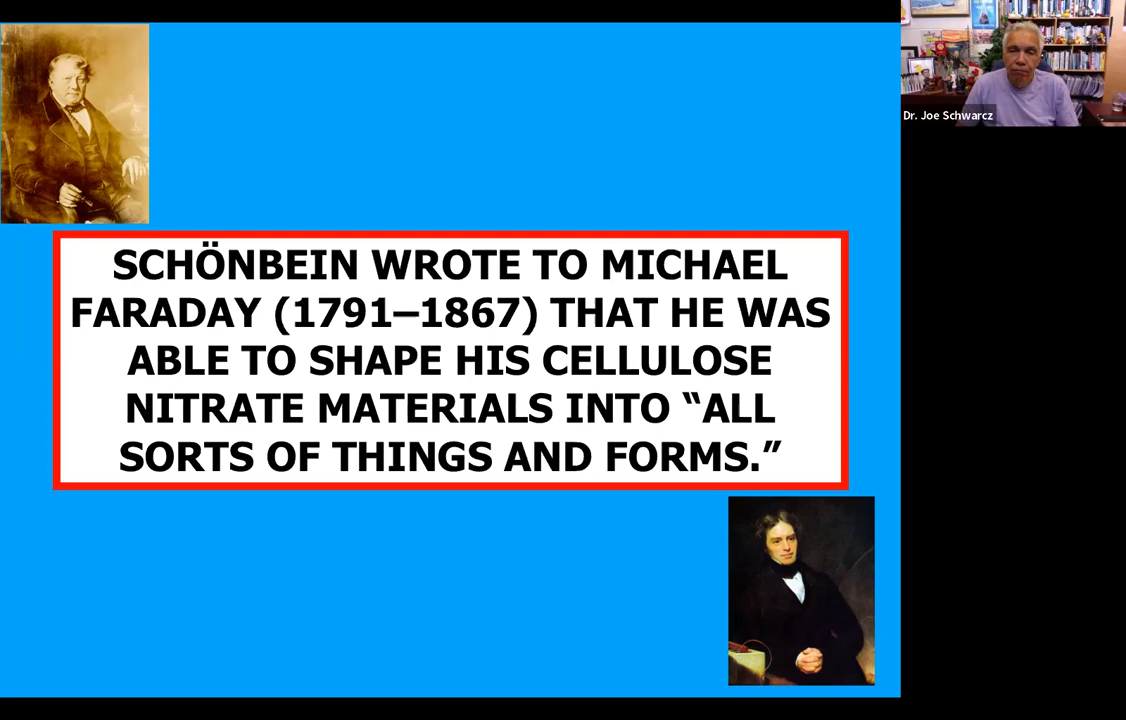 Dr. Joe Schwarcz
SCHÖNBEIN WROTE TO MICHAEL
FARADAY (1791–1867) THAT HE WAS
ABLE TO SHAPE HIS CELLULOSE
NITRATE MATERIALS INTO “ALL
SORTS OF THINGS AND FORMS.”